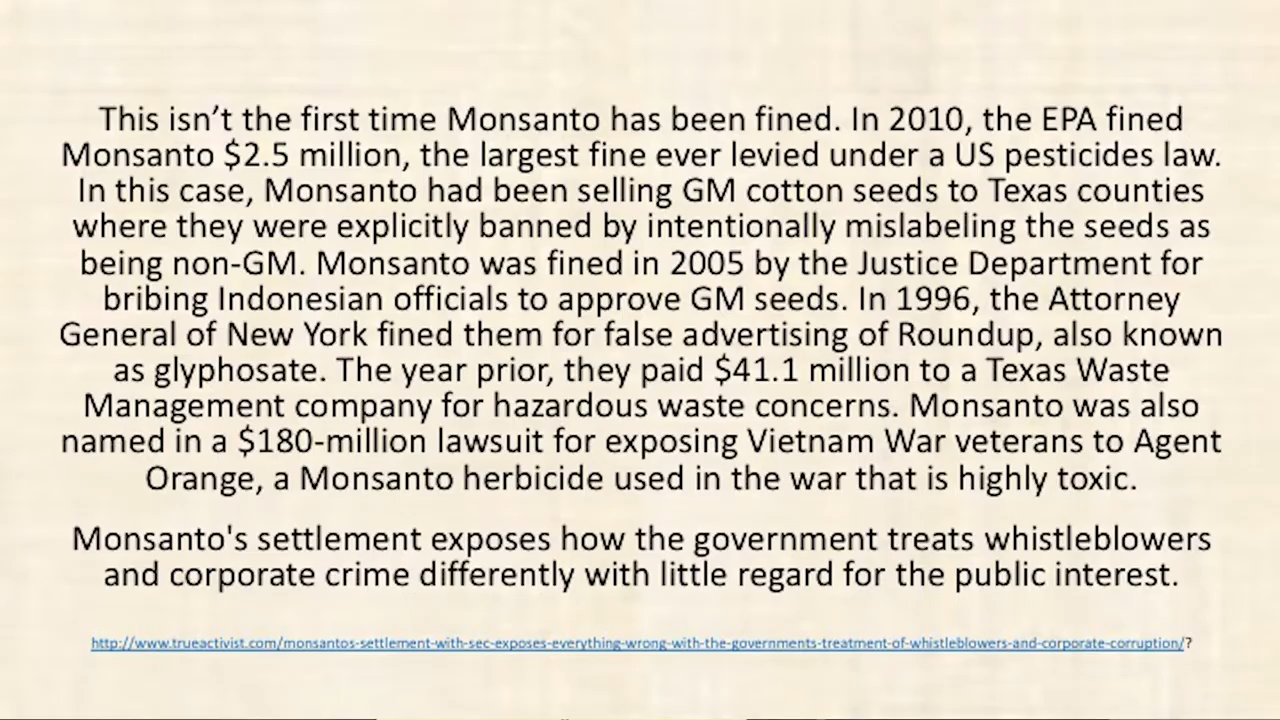 This isn’t the first time Monsanto has been fined. In 2010, the EPA fined
Monsanto $2.5 million, the largest fine ever levied under a US pesticides law.
In this case, Monsanto had been selling GM cotton seeds to Texas counties
where they were explicitly banned by intentionally mislabeling the seeds as
being non-GM. Monsanto was fined in 2005 by the Justice Department for
bribing Indonesian officials to approve GM seeds. In 1996, the Attorney
General of New York fined them for false advertising of Roundup, also known
as glyphosate. The year prior, they paid $41.1 million to a Texas Waste
Management company for hazardous waste concerns. Monsanto was also
named in a $180-million lawsuit for exposing Vietnam War veterans to Agent
Orange, a Monsanto herbicide used in the war that is highly toxic.
Monsanto's settlement exposes how the government treats whistleblowers
and corporate crime differently with little regard for the public interest.
http://www.trueactivist.com/monsantos-settlement-with-sec-exposes-everything-wrong-with-the-governments-treatment-of-whistleblowers-and-corporate-corruption/?